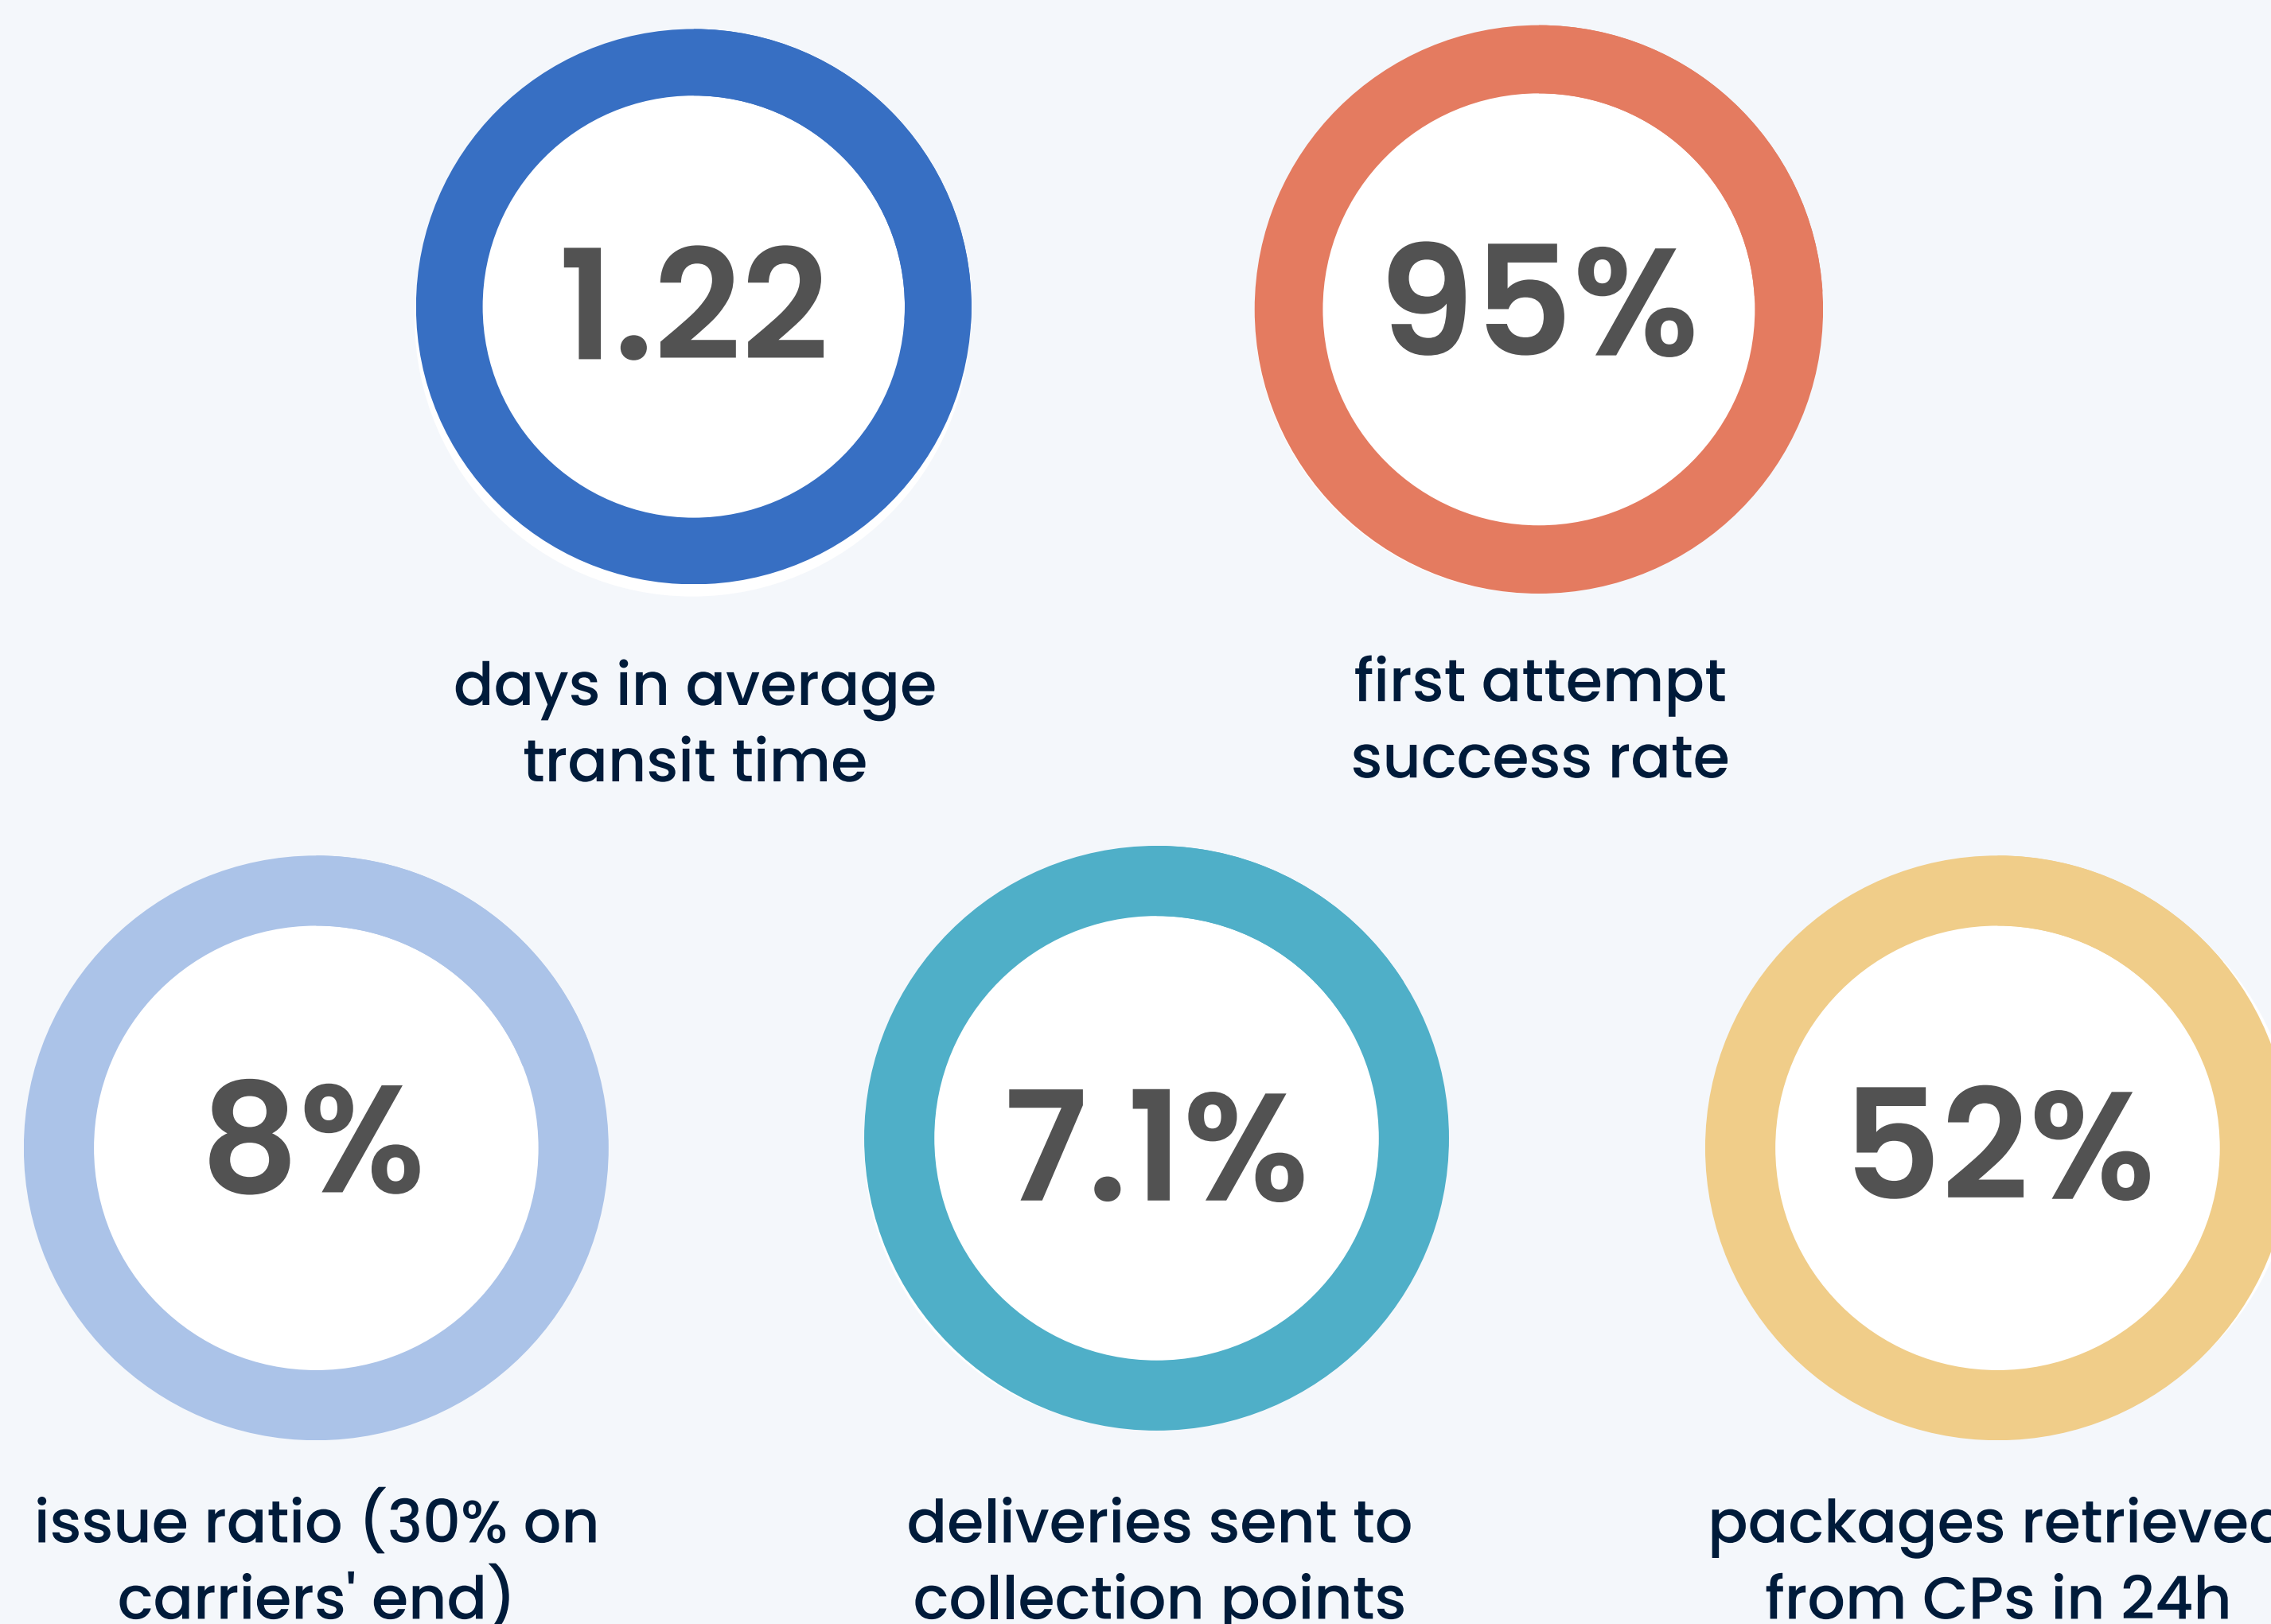 1.22
days in average
transit time
95%
first attempt
success rate
8%
issue ratio (30% on
carriers' end)
7.1%
deliveries sent to
collection points
52%
packages retrieved
from CPs in 24h